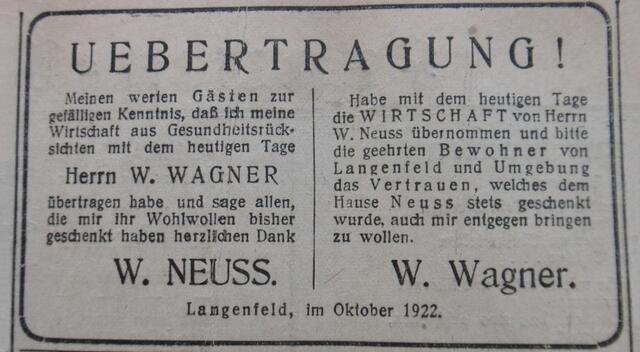 UEBERTRAGUNG!
Meinen werten Gästen zur
gefälligen Kenntnis, daß ich meine
Wirtschaft aus Gesundheitsrück-
sichten mit dem heutigen Tage
Herrn W. WAGNER
übertragen habe und sage allen,
die mir ihr Wohlwollen bisher
geschenkt haben herzlichen Dank
W. NEUSS.
Habe mit dem heutigen Tage
die WIRTSCHAFT von Herrn
W. Neuss übernommen und bitte
die geehrten Bewohner von
Langenfeld und Umgebung
das Vertrauen, welches dem
Hause Neuss stets geschenkt
wurde, auch mir entgegen bringen
zu wollen.
W. Wagner.
Langenfeld, im Oktober 1922.